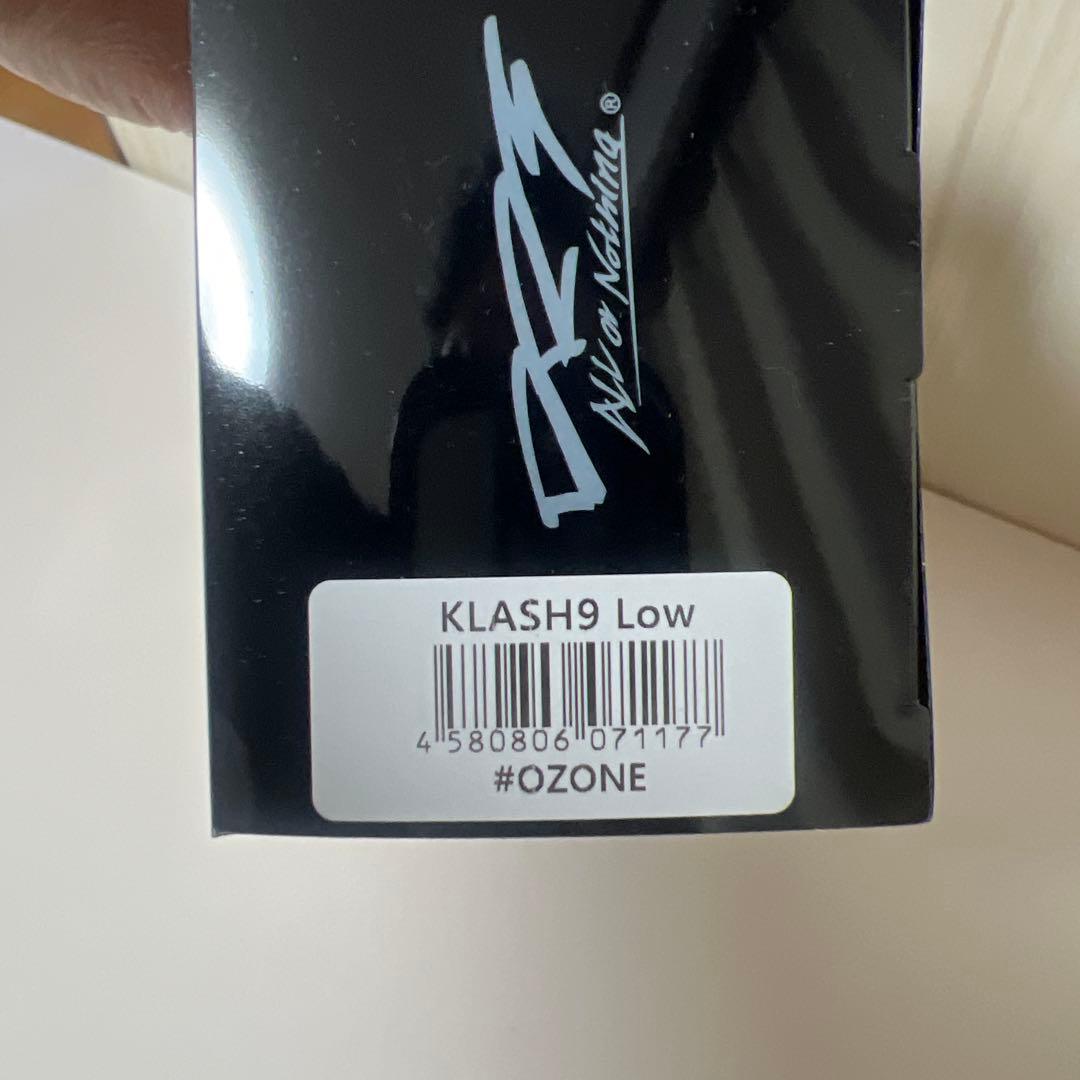 All or Nothing®
KLASH9 Low
4 580806 071177
#OZONE